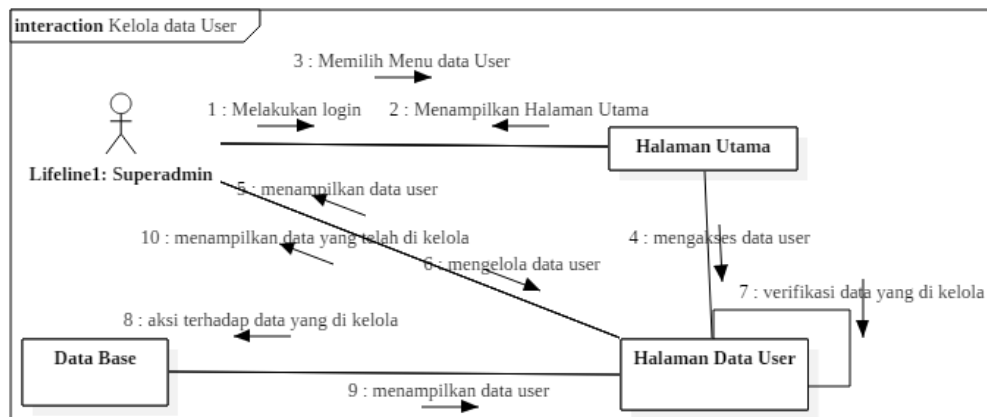 interaction Kelola data User
3 : Memilih Menu data User
1 : Melakukan login
2 : Menampilkan Halaman Utama
Halaman Utama
Lifeline1: Superadmin
5 : menampilkan data user
10 : menampilkan data yang telah di kelola
4 : mengakses data user
6 : mengelola data user
7 : verifikasi data yang di kelola
8 : aksi terhadap data yang di kelola
Data Base
Halaman Data User
9 : menampilkan data user